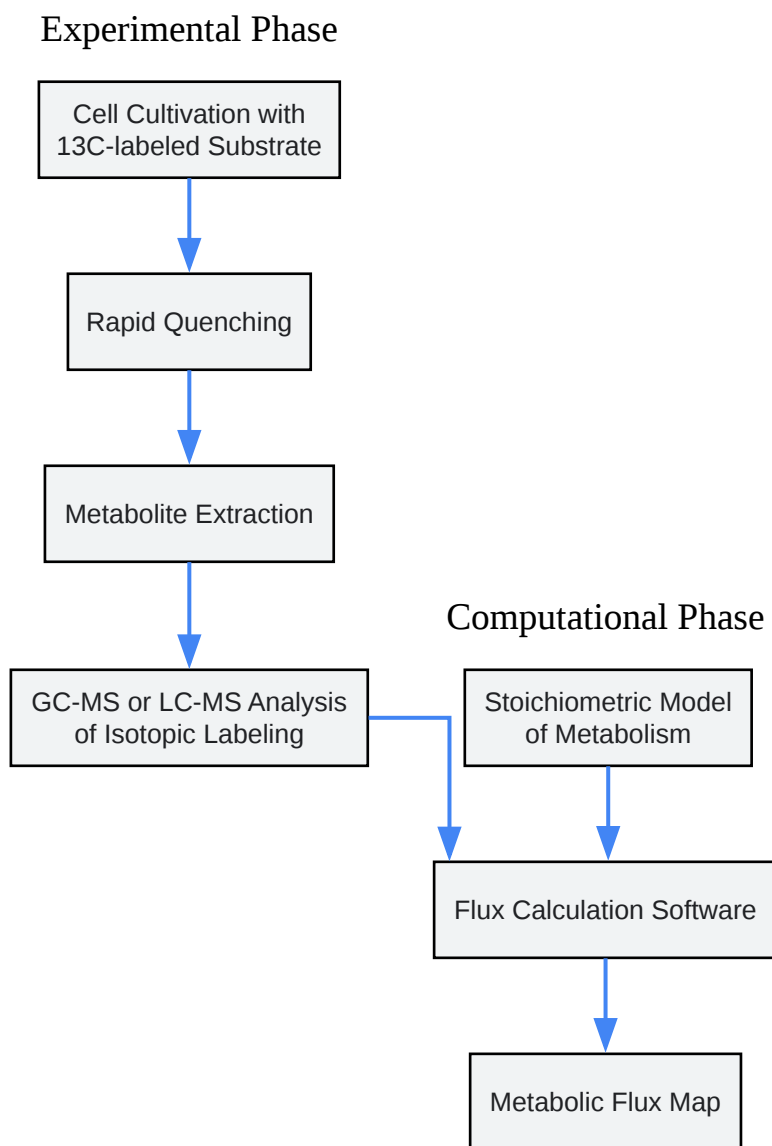 Experimental Phase
Cell Cultivation with
13C-labeled Substrate
Rapid Quenching
Metabolite Extraction
GC-MS or LC-MS Analysis
of Isotopic Labeling
Computational Phase
Stoichiometric Model
of Metabolism
Flux Calculation Software
Metabolic Flux Map